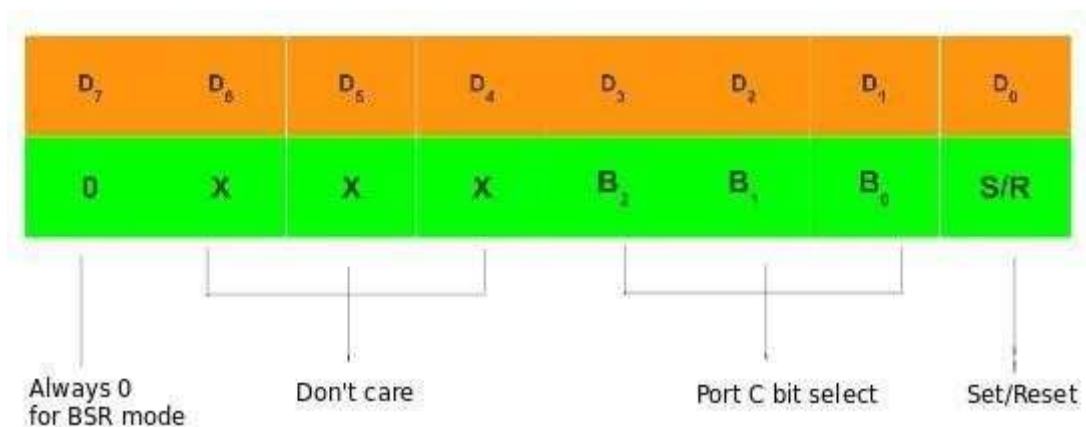 D₇ D₆ D₅ D₄ D₃ D₂ D₁ D₀
0 X X X B₂ B₁ B₀ S/R
Always 0
for BSR mode
Don't care
Port C bit select
Set/Reset